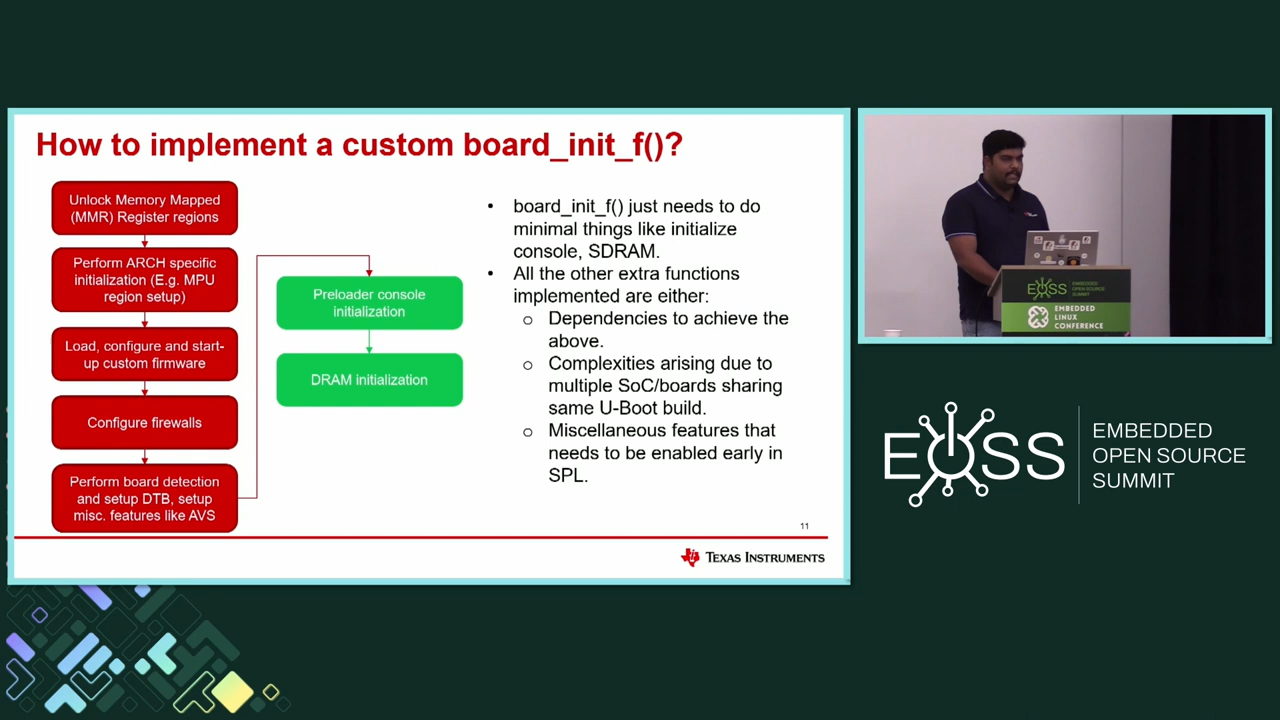 How to implement a custom board_init_f()?
Unlock Memory Mapped
(MMR) Register regions
Perform ARCH specific
initialization (E.g. MPU
region setup)
Load, configure and start-
up custom firmware
Configure firewalls
Perform board detection
and setup DTB, setup
misc. features like AVS
Preloader console
initialization
DRAM initialization
• board_init_f() just needs to do
minimal things like initialize
console, SDRAM.
• All the other extra functions
implemented are either:
o Dependencies to achieve the
above.
o Complexities arising due to
multiple SoC/boards sharing
same U-Boot build.
o Miscellaneous features that
needs to be enabled early in
SPL.
11
TEXAS INSTRUMENTS
EOSS
EMBEDDED
OPEN SOURCE
SUMMIT
EMBEDDED
LINUX
CONFERENCE
EOSS
EMBEDDED
OPEN SOURCE
SUMMIT